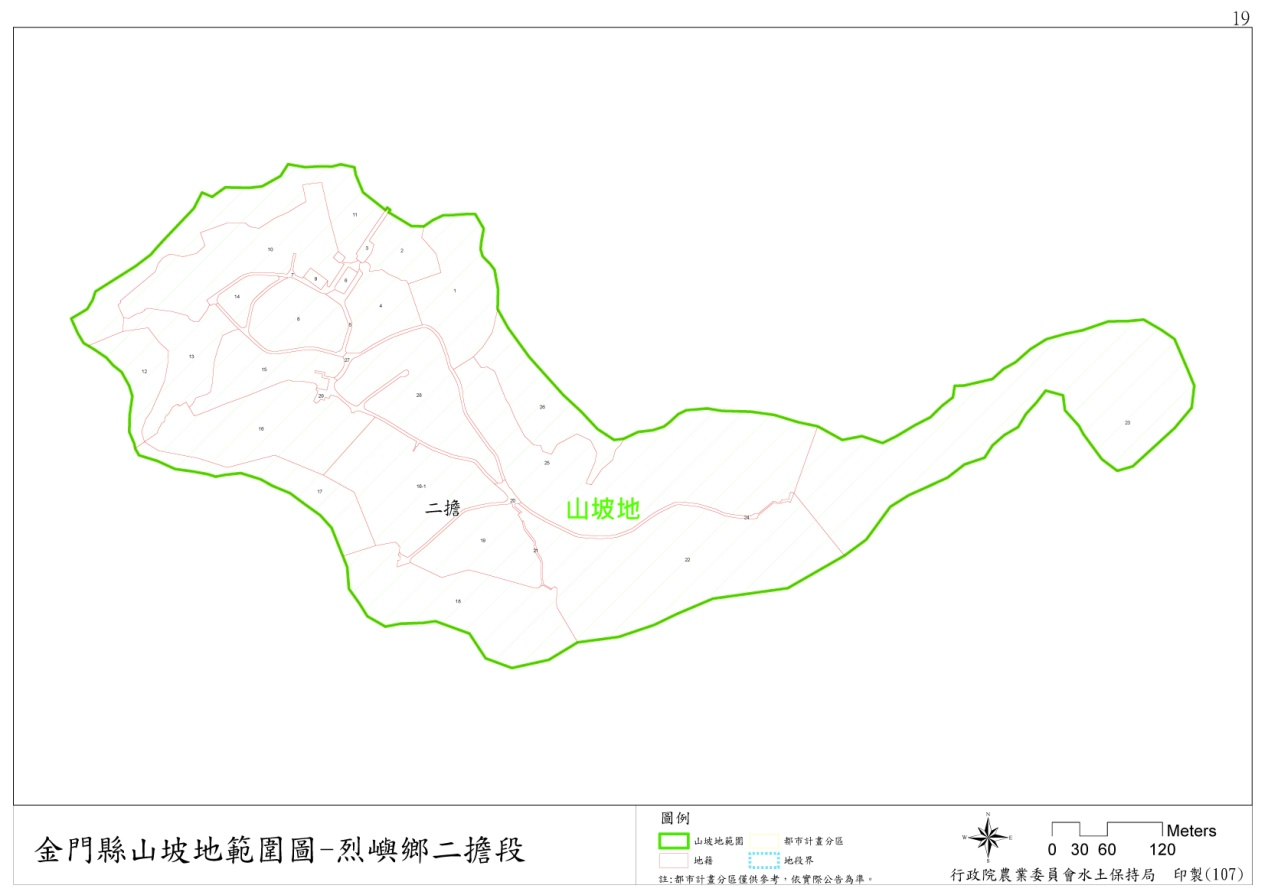 19
11
10
3
2
7
9
6
1
14
4
8
5
13
27
12
15
28
29
26
16
25
23
17
18-1
二擔
20
山坡地
24
19
21
22
18
金門縣山坡地範圍圖-烈嶼鄉二擔段
圖例
山坡地範圍
都市計畫分區
地籍
地段界
註:都市計畫分區僅供參考，依實際公告為準。
N
W
E
S
Meters
0 30 60 120
行政院農業委員會水土保持局 印製(107)